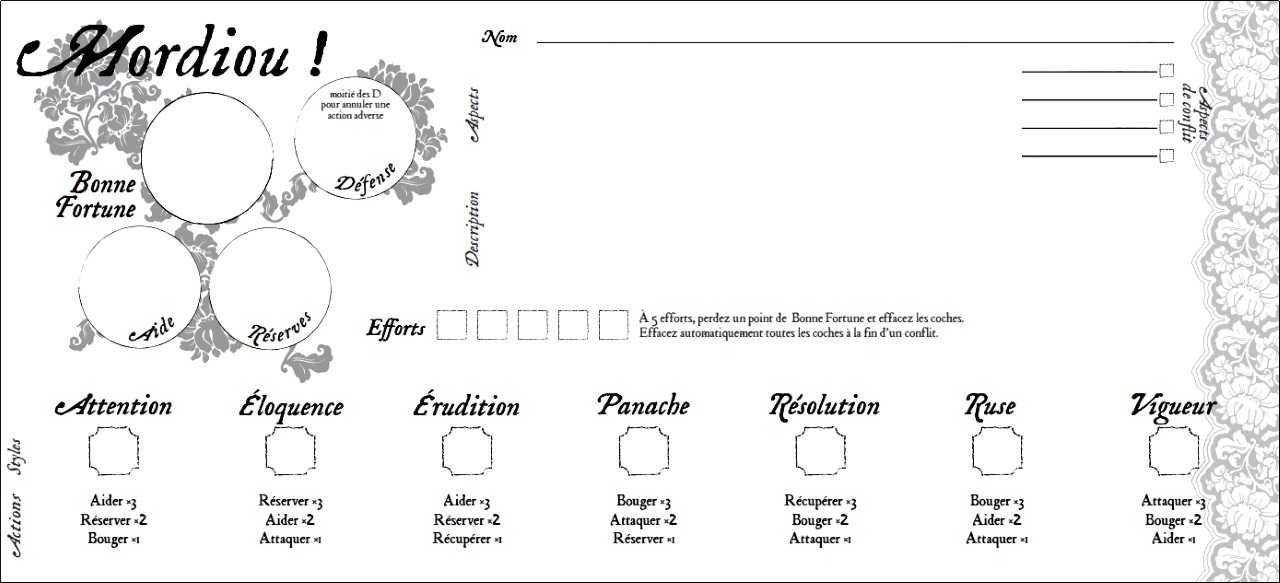 Mordiou !
Nom
moitié des D
pour annuler une
action adverse
Défense
Aspects
Aspects
de conflit
Bonne
Fortune
Description
Aide
Réserves
Efforts
À 5 efforts, perdez un point de Bonne Fortune et effacez les coches.
Effacez automatiquement toutes les coches à la fin d'un conflit.
Styles
Attention
Éloquence
Érudition
Panache
Résolution
Ruse
Vigueur
Actions
Aider ×3
Réserver ×2
Bouger ×1
Réserver ×3
Aider ×2
Attaquer ×1
Aider ×3
Réserver ×2
Récupérer ×1
Bouger ×3
Attaquer ×2
Réserver ×1
Récupérer ×3
Bouger ×2
Attaquer ×1
Bouger ×3
Aider ×2
Attaquer ×1
Attaquer ×3
Bouger ×2
Aider ×1